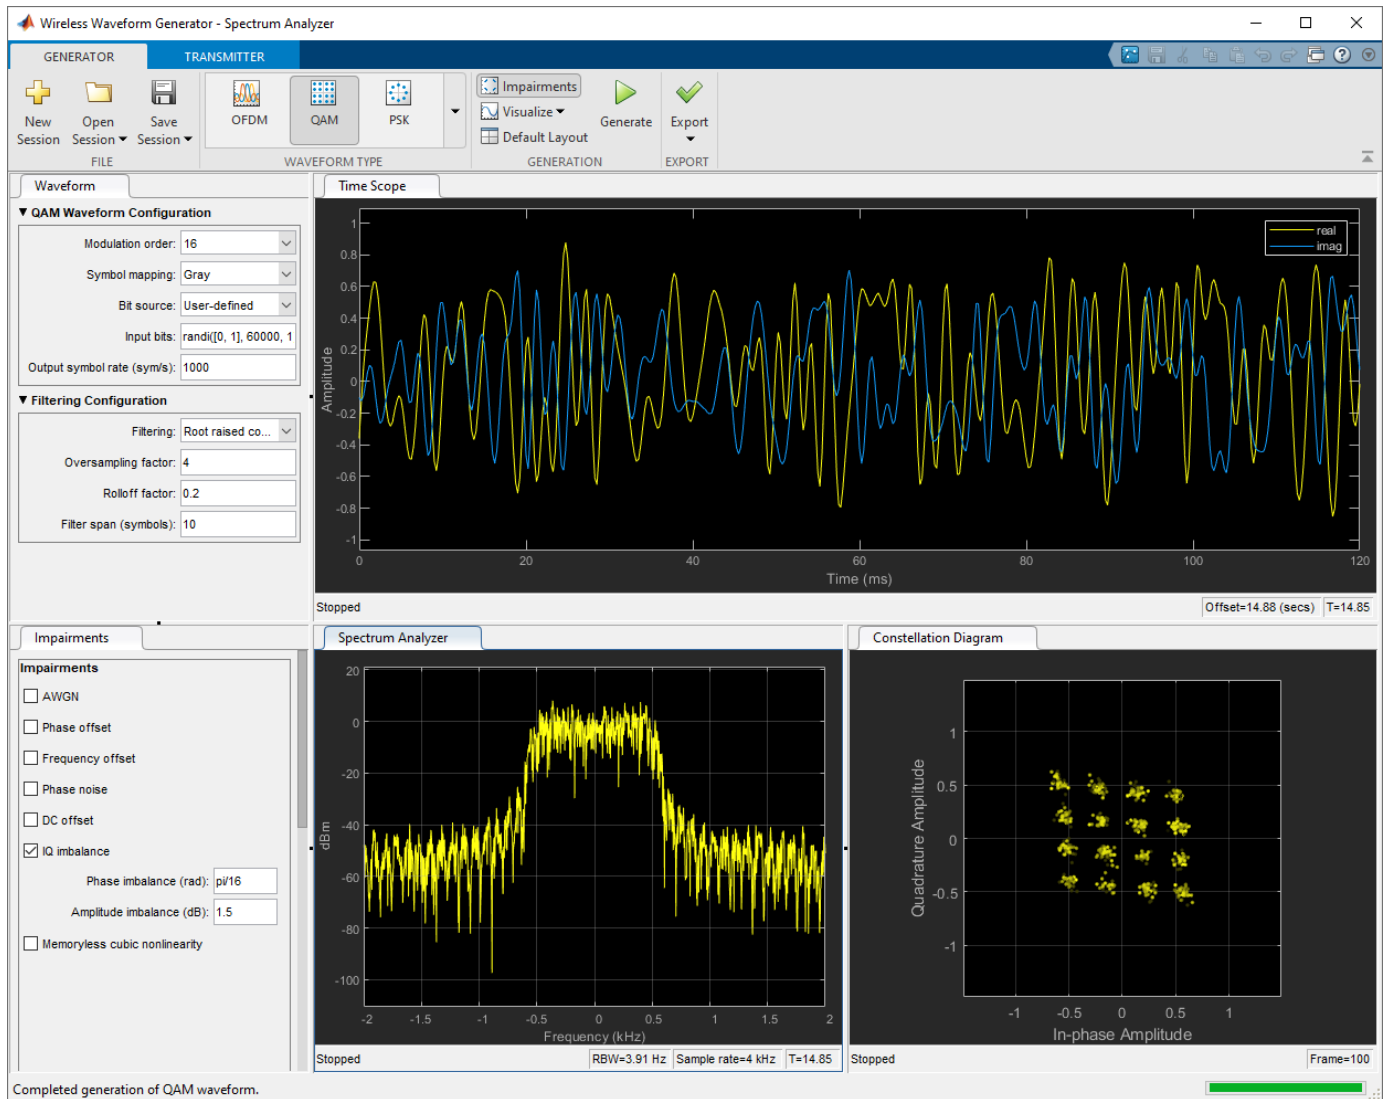 Wireless Waveform Generator - Spectrum Analyzer
GENERATOR
TRANSMITTER
New Session
Open Session
Save Session
FILE
OFDM
QAM
PSK
WAVEFORM TYPE
Impairments
Visualize
Default Layout
Generate
GENERATION
Export
EXPORT
Waveform
QAM Waveform Configuration
Modulation order: 16
Symbol mapping: Gray
Bit source: User-defined
Input bits: randi([0, 1], 60000, 1
Output symbol rate (sym/s): 1000
Filtering Configuration
Filtering: Root raised co...
Oversampling factor: 4
Rolloff factor: 0.2
Filter span (symbols): 10
Time Scope
real
imag
1
0.8
0.6
0.4
0.2
0
-0.2
-0.4
-0.6
-0.8
-1
Amplitude
0 20 40 60 80 100 120
Time (ms)
Stopped
Offset=14.88 (secs)
T=14.85
Impairments
Impairments
AWGN
Phase offset
Frequency offset
Phase noise
DC offset
IQ imbalance
Phase imbalance (rad): pi/16
Amplitude imbalance (dB): 1.5
Memoryless cubic nonlinearity
Spectrum Analyzer
20
0
-20
-40
-60
-80
-100
dBm
-2 -1.5 -1 -0.5 0 0.5 1 1.5 2
Frequency (kHz)
Stopped
RBW=3.91 Hz
Sample rate=4 kHz
T=14.85
Constellation Diagram
1
0.5
0
-0.5
-1
Quadrature Amplitude
-1 -0.5 0 0.5 1
In-phase Amplitude
Stopped
Frame=100
Completed generation of QAM waveform.